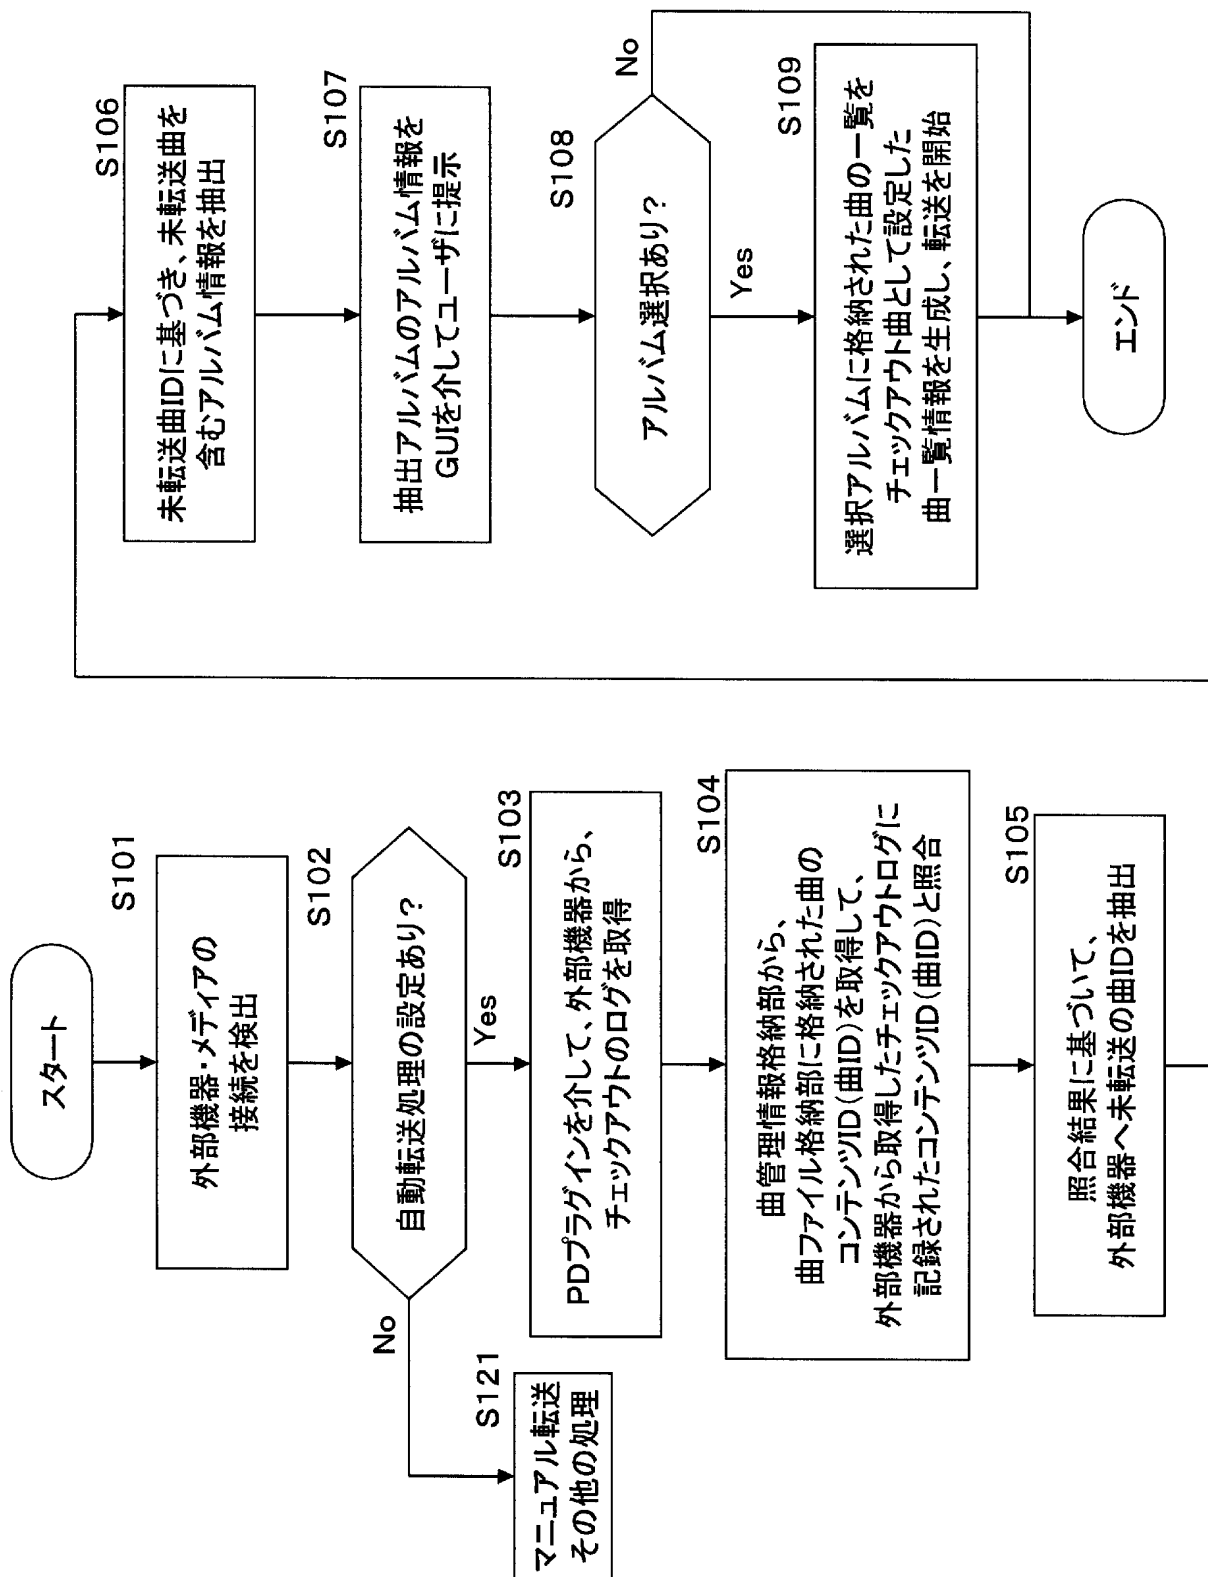 スタート
S101
外部機器・メディアの
接続を検出
S102
自動転送処理の設定あり？
No
Yes
S121
マニュアル転送
その他の処理
S103
PDプラグインを介して、外部機器から、
チェックアウトのログを取得
S104
曲管理情報格納部から、
曲ファイル格納部に格納された曲の
コンテンツID(曲ID)を取得して、
外部機器から取得したチェックアウトログに
記録されたコンテンツID(曲ID)と照合
S105
照合結果に基づいて、
外部機器へ未転送の曲IDを抽出
S106
未転送曲IDに基づき、未転送曲を
含むアルバム情報を抽出
S107
抽出アルバムのアルバム情報を
GUIを介してユーザに提示
S108
アルバム選択あり？
No
Yes
S109
選択アルバムに格納された曲の一覧を
チェックアウト曲として設定した
曲一覧情報を生成し、転送を開始
エンド